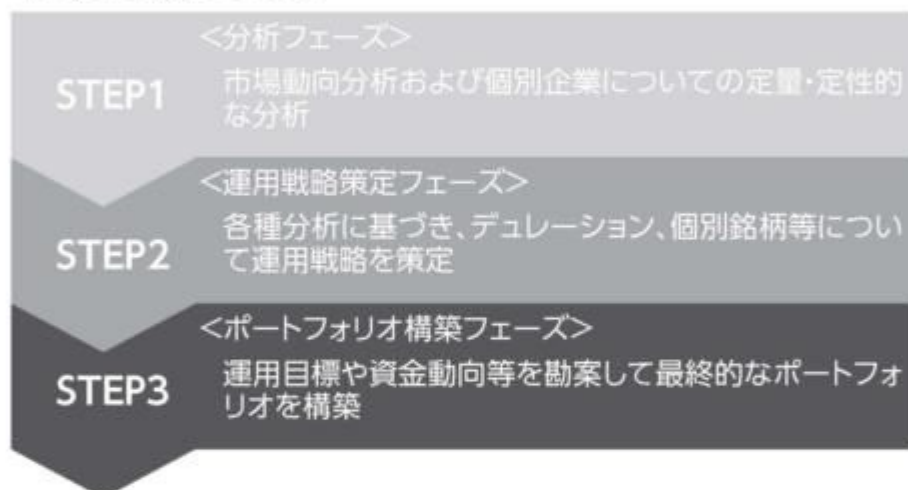 <分析フェーズ>
STEP1
市場動向分析および個別企業についての定量・定性的
な分析
<運用戦略策定フェーズ>
STEP2
各種分析に基づき、デュレーション、個別銘柄等につい
て運用戦略を策定
<ポートフォリオ構築フェーズ>
STEP3
運用目標や資金動向等を勘案して最終的なポートフォ
リオを構築